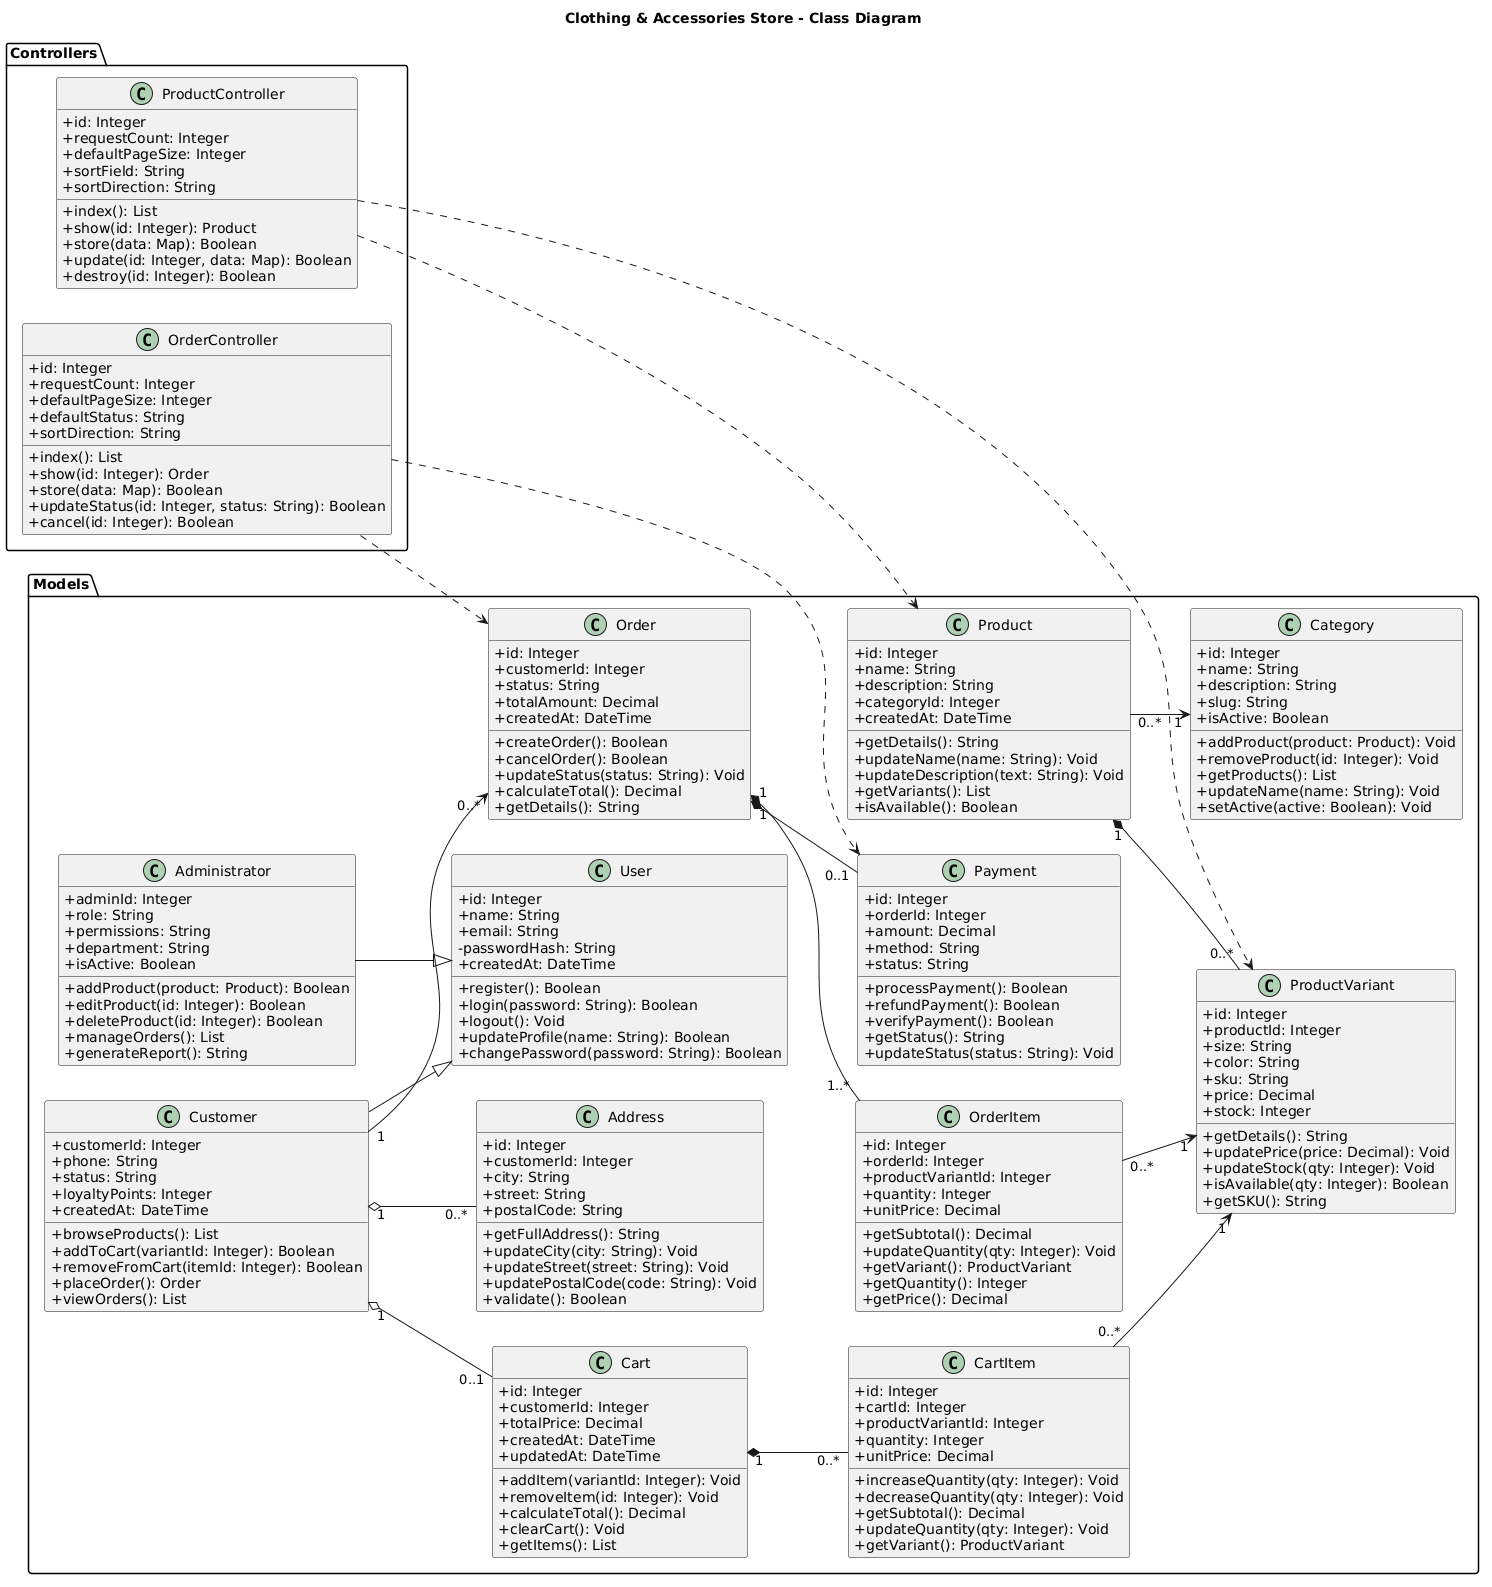 Clothing & Accessories Store - Class Diagram
Controllers
C ProductController
+id: Integer
+requestCount: Integer
+defaultPageSize: Integer
+sortField: String
+sortDirection: String
+index(): List
+show(id: Integer): Product
+store(data: Map): Boolean
+update(id: Integer, data: Map): Boolean
+destroy(id: Integer): Boolean
C OrderController
+id: Integer
+requestCount: Integer
+defaultPageSize: Integer
+defaultStatus: String
+sortDirection: String
+index(): List
+show(id: Integer): Order
+store(data: Map): Boolean
+updateStatus(id: Integer, status: String): Boolean
+cancel(id: Integer): Boolean
Models
C Order
+id: Integer
+customerId: Integer
+status: String
+totalAmount: Decimal
+createdAt: DateTime
+createOrder(): Boolean
+cancelOrder(): Boolean
+updateStatus(status: String): Void
+calculateTotal(): Decimal
+getDetails(): String
0..*
1
1
C Product
+id: Integer
+name: String
+description: String
+categoryId: Integer
+createdAt: DateTime
+getDetails(): String
+updateName(name: String): Void
+updateDescription(text: String): Void
+getVariants(): List
+isAvailable(): Boolean
0..*
1
1
C Category
+id: Integer
+name: String
+description: String
+slug: String
+isActive: Boolean
+addProduct(product: Product): Void
+removeProduct(id: Integer): Void
+getProducts(): List
+updateName(name: String): Void
+setActive(active: Boolean): Void
C Administrator
+adminId: Integer
+role: String
+permissions: String
+department: String
+isActive: Boolean
+addProduct(product: Product): Boolean
+editProduct(id: Integer): Boolean
+deleteProduct(id: Integer): Boolean
+manageOrders(): List
+generateReport(): String
C User
+id: Integer
+name: String
+email: String
-passwordHash: String
+createdAt: DateTime
+register(): Boolean
+login(password: String): Boolean
+logout(): Void
+updateProfile(name: String): Boolean
+changePassword(password: String): Boolean
0..1
C Payment
+id: Integer
+orderId: Integer
+amount: Decimal
+method: String
+status: String
+processPayment(): Boolean
+refundPayment(): Boolean
+verifyPayment(): Boolean
+getStatus(): String
+updateStatus(status: String): Void
0..*
C ProductVariant
+id: Integer
+productId: Integer
+size: String
+color: String
+sku: String
+price: Decimal
+stock: Integer
+getDetails(): String
+updatePrice(price: Decimal): Void
+updateStock(qty: Integer): Void
+isAvailable(qty: Integer): Boolean
+getSKU(): String
C Customer
+customerId: Integer
+phone: String
+status: String
+loyaltyPoints: Integer
+createdAt: DateTime
+browseProducts(): List
+addToCart(variantId: Integer): Boolean
+removeFromCart(itemId: Integer): Boolean
+placeOrder(): Order
+viewOrders(): List
1
1
0..*
1
C Address
+id: Integer
+customerId: Integer
+city: String
+street: String
+postalCode: String
+getFullAddress(): String
+updateCity(city: String): Void
+updateStreet(street: String): Void
+updatePostalCode(code: String): Void
+validate(): Boolean
1..*
C OrderItem
+id: Integer
+orderId: Integer
+productVariantId: Integer
+quantity: Integer
+unitPrice: Decimal
+getSubtotal(): Decimal
+updateQuantity(qty: Integer): Void
+getVariant(): ProductVariant
+getQuantity(): Integer
+getPrice(): Decimal
0..*
1
1
0..*
0..1
C Cart
+id: Integer
+customerId: Integer
+totalPrice: Decimal
+createdAt: DateTime
+updatedAt: DateTime
+addItem(variantId: Integer): Void
+removeItem(id: Integer): Void
+calculateTotal(): Decimal
+clearCart(): Void
+getItems(): List
1
0..*
C CartItem
+id: Integer
+cartId: Integer
+productVariantId: Integer
+quantity: Integer
+unitPrice: Decimal
+increaseQuantity(qty: Integer): Void
+decreaseQuantity(qty: Integer): Void
+getSubtotal(): Decimal
+updateQuantity(qty: Integer): Void
+getVariant(): ProductVariant